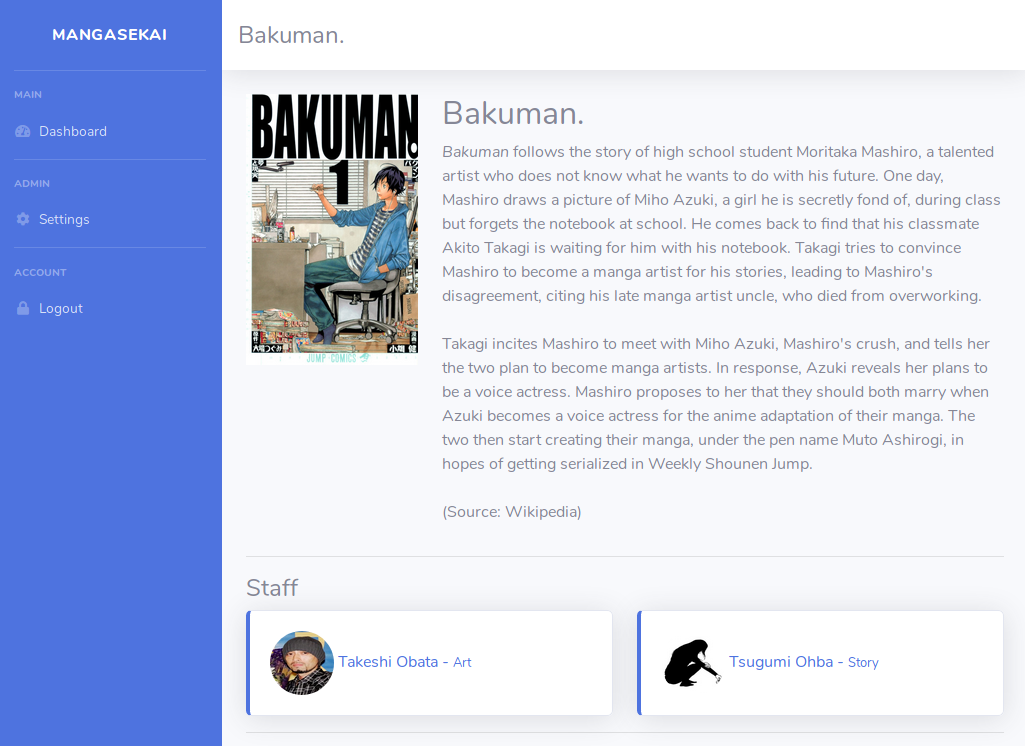 MANGASEKAI
MAIN
Dashboard
ADMIN
Settings
ACCOUNT
Logout
Bakuman.
BAKUMAN.
1
JUMP COMICS
Bakuman.
Bakuman follows the story of high school student Moritaka Mashiro, a talented
artist who does not know what he wants to do with his future. One day,
Mashiro draws a picture of Miho Azuki, a girl he is secretly fond of, during class
but forgets the notebook at school. He comes back to find that his classmate
Akito Takagi is waiting for him with his notebook. Takagi tries to convince
Mashiro to become a manga artist for his stories, leading to Mashiro's
disagreement, citing his late manga artist uncle, who died from overworking.
Takagi incites Mashiro to meet with Miho Azuki, Mashiro's crush, and tells her
the two plan to become manga artists. In response, Azuki reveals her plans to
be a voice actress. Mashiro proposes to her that they should both marry when
Azuki becomes a voice actress for the anime adaptation of their manga. The
two then start creating their manga, under the pen name Muto Ashirogi, in
hopes of getting serialized in Weekly Shounen Jump.
(Source: Wikipedia)
Staff
Takeshi Obata - Art
Tsugumi Ohba - Story